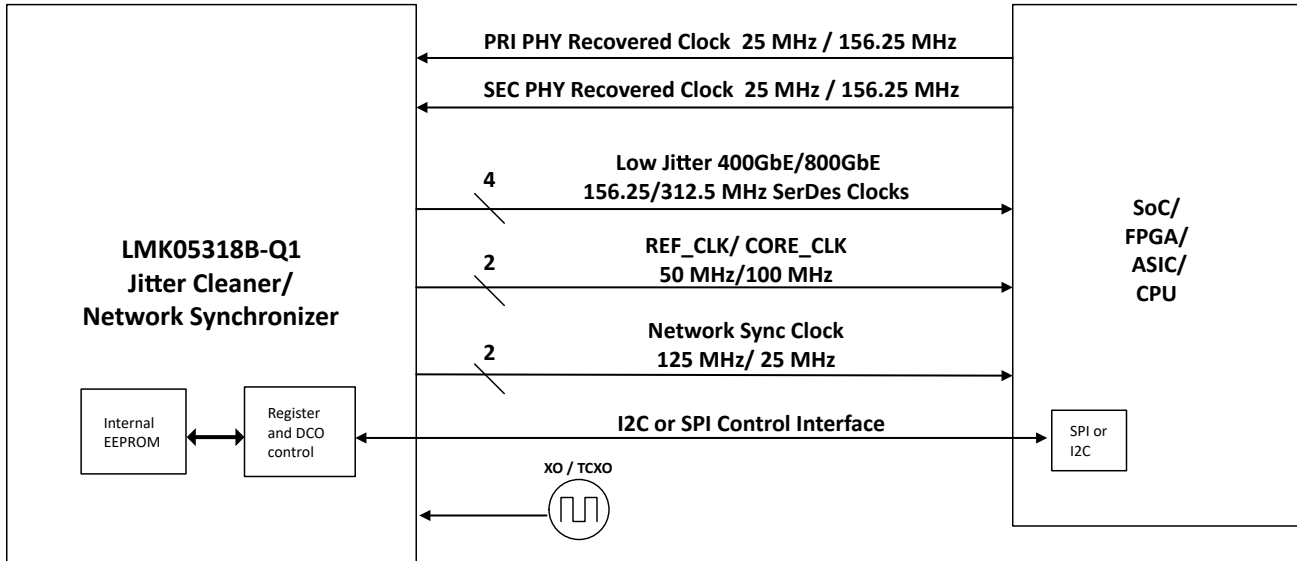 PRI PHY Recovered Clock 25 MHz / 156.25 MHz
SEC PHY Recovered Clock 25 MHz / 156.25 MHz
4
Low Jitter 400GbE/800GbE
156.25/312.5 MHz SerDes Clocks
LMK05318B-Q1
Jitter Cleaner/
Network Synchronizer
2
REF_CLK/ CORE_CLK
50 MHz/100 MHz
SoC/
FPGA/
ASIC/
CPU
2
Network Sync Clock
125 MHz/ 25 MHz
Internal
EEPROM
Register
and DCO
control
I2C or SPI Control Interface
SPI or
I2C
XO / TCXO